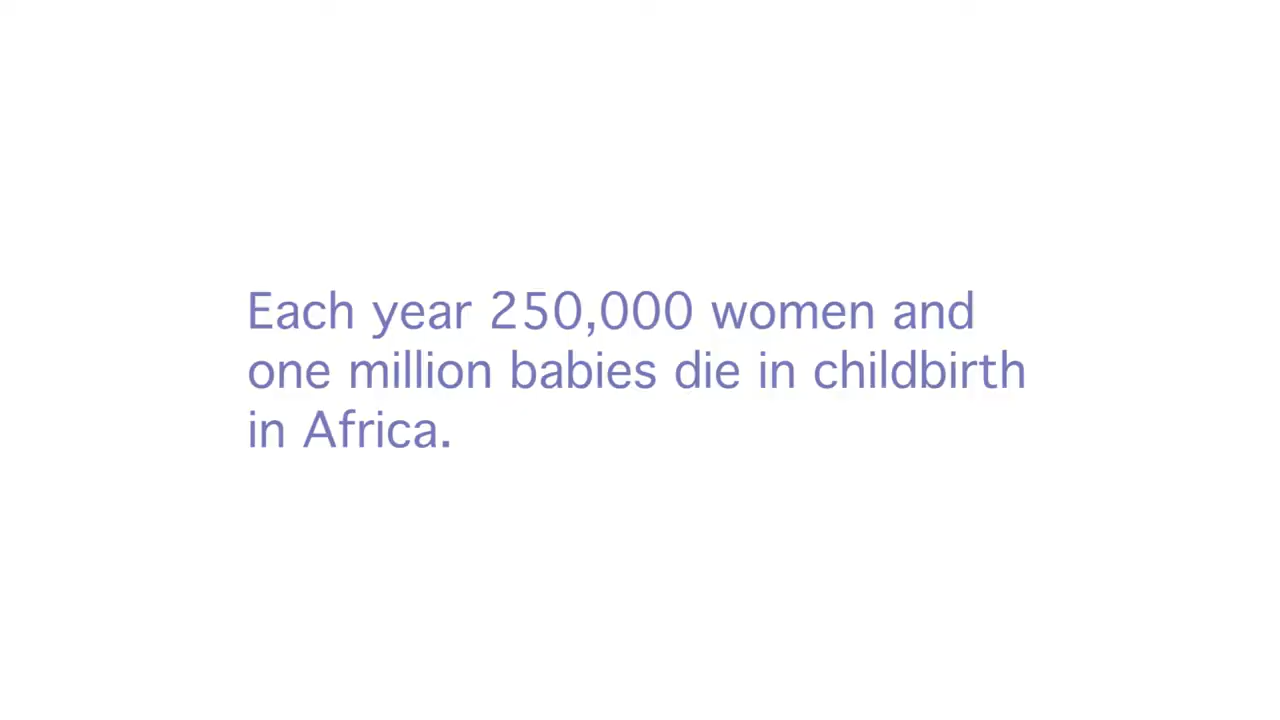 Each year 250,000 women and
one million babies die in childbirth
in Africa.